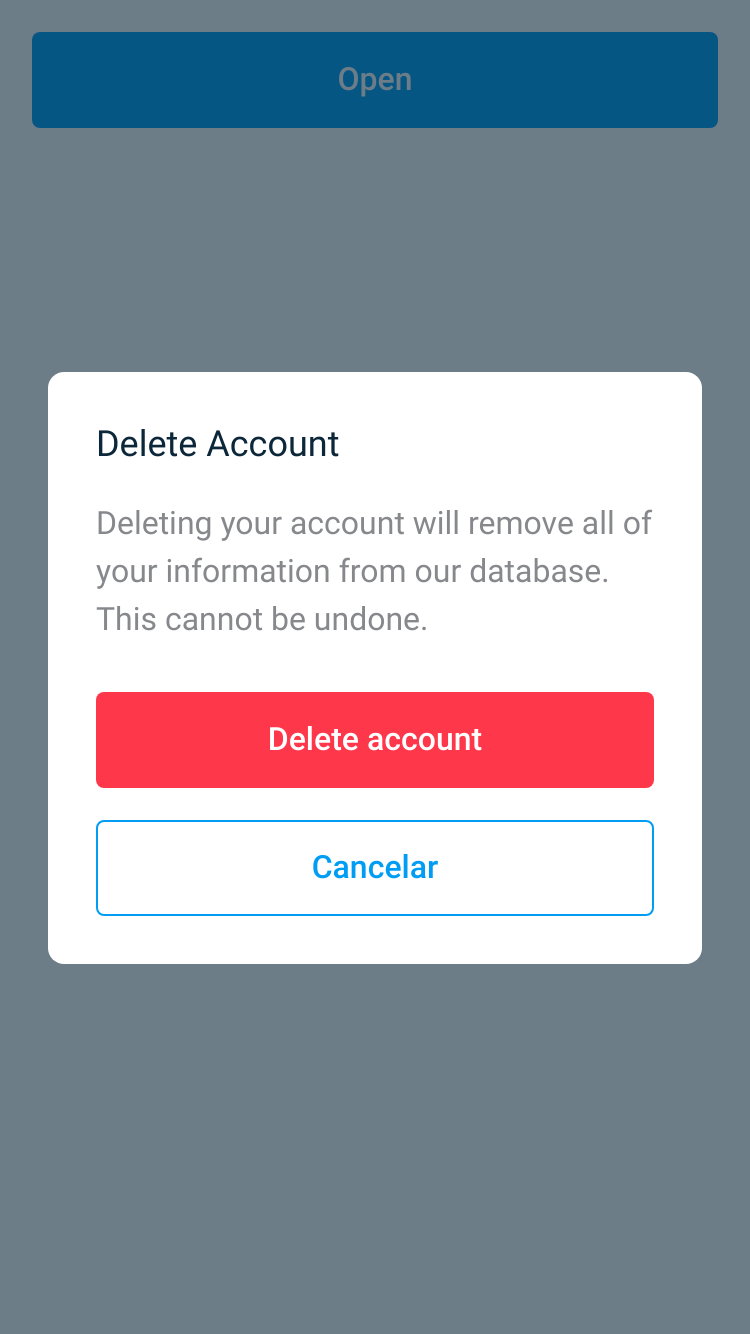 Open
Delete Account
Deleting your account will remove all of
your information from our database.
This cannot be undone.
Delete account
Cancelar